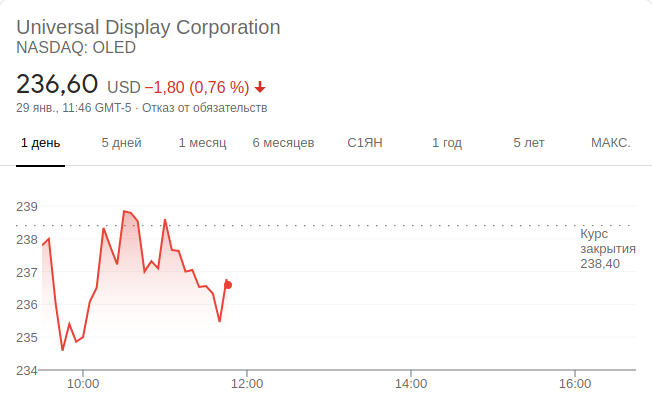 Universal Display Corporation
NASDAQ: OLED
236,60 USD −1,80 (0,76 %)
29 янв., 11:46 GMT-5 · Отказ от обязательств
1 день 5 дней 1 месяц 6 месяцев С1ЯН 1 год 5 лет МАКС.
239
238
237
236
235
234
Курс
закрытия
238,40
10:00 12:00 14:00 16:00